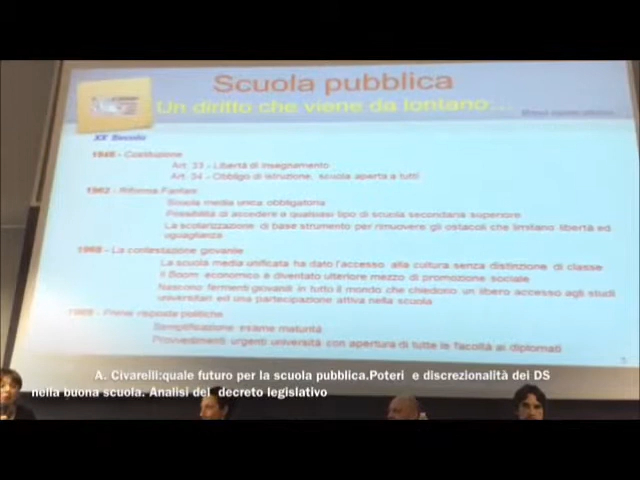 Scuola pubblica
Un diritto che viene da lontano…
XX Secolo
- Costituzione
Art. 33 - Libertà di insegnamento
Art. 34 - Obbligo di istruzione, scuola aperta a tutti
1962 - Riforma Fanfani
Scuola media unica obbligatoria
Possibilità di accedere a qualsiasi tipo di scuola secondaria superiore
La scolarizzazione di base strumento per rimuovere gli ostacoli che limitano libertà ed
uguaglianza
1968 - La contestazione giovanile
La scuola media unificata ha dato l'accesso alla cultura senza distinzione di classe
Il Boom economico è diventato ulteriore mezzo di promozione sociale
Nascono fermenti giovanili in tutto il mondo che chiedono un libero accesso agli studi
universitari ed una partecipazione attiva nella scuola
- Prime risposte politiche
Semplificazione esame maturità
Provvedimenti urgenti università con apertura di tutte le facoltà ai diplomati
A. Civarelli:quale futuro per la scuola pubblica.Poteri e discrezionalità dei DS
nella buona scuola. Analisi del decreto legislativo